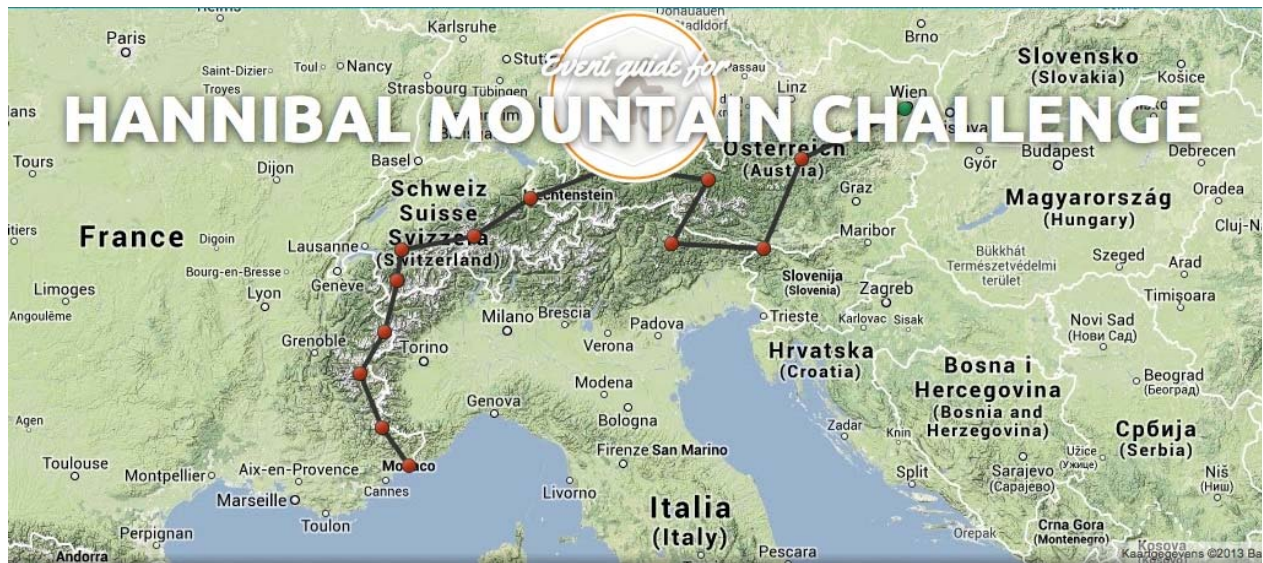 Event guide for
HANNIBAL MOUNTAIN CHALLENGE
Paris
Karlsruhe
Brno
Slovensko
(Slovakia)
Košice
Saint-Dizier
Toul
Nancy
Troyes
Strasbourg
Tübingen
Passau
Linz
Wien
Tours
Dijon
Basel
Österreich
(Austria)
Győr
Budapest
Debrecen
Schweiz
Suisse
Svizzera
(Switzerland)
Liechtenstein
Graz
Oradea
Magyarország
(Hungary)
Cluj-Na
France
Digoin
Lausanne
Maribor
Bükkhát
Természetvédelmi
terület
Szeged
Arad
Bourg-en-Bresse
Genève
Slovenija
(Slovenia)
Limoges
Lyon
Zagreb
Timișoara
Angoulême
Milano
Brescia
Trieste
Karlovac
Sisak
Novi Sad
(Нови Сад)
Grenoble
Torino
Verona
Padova
Hrvatska
(Croatia)
Bosna i
Hercegovina
(Bosnia and
Herzegovina)
Beograd
(Београд)
Modena
Genova
Bologna
Agen
Zadar
Knin
Србија
(Serbia)
Toulouse
Montpellier
Aix-en-Provence
Monaco
Firenze
San Marino
Užice
(Ужице)
Cannes
Split
Sarajevo
(Сарајево)
Niš
(Ниш)
Marseille
Livorno
Toulon
Italia
(Italy)
Perpignan
Crna Gora
(Montenegro)
Andorra
Pescara
Kosova
Kaartgegevens ©2013 Ba